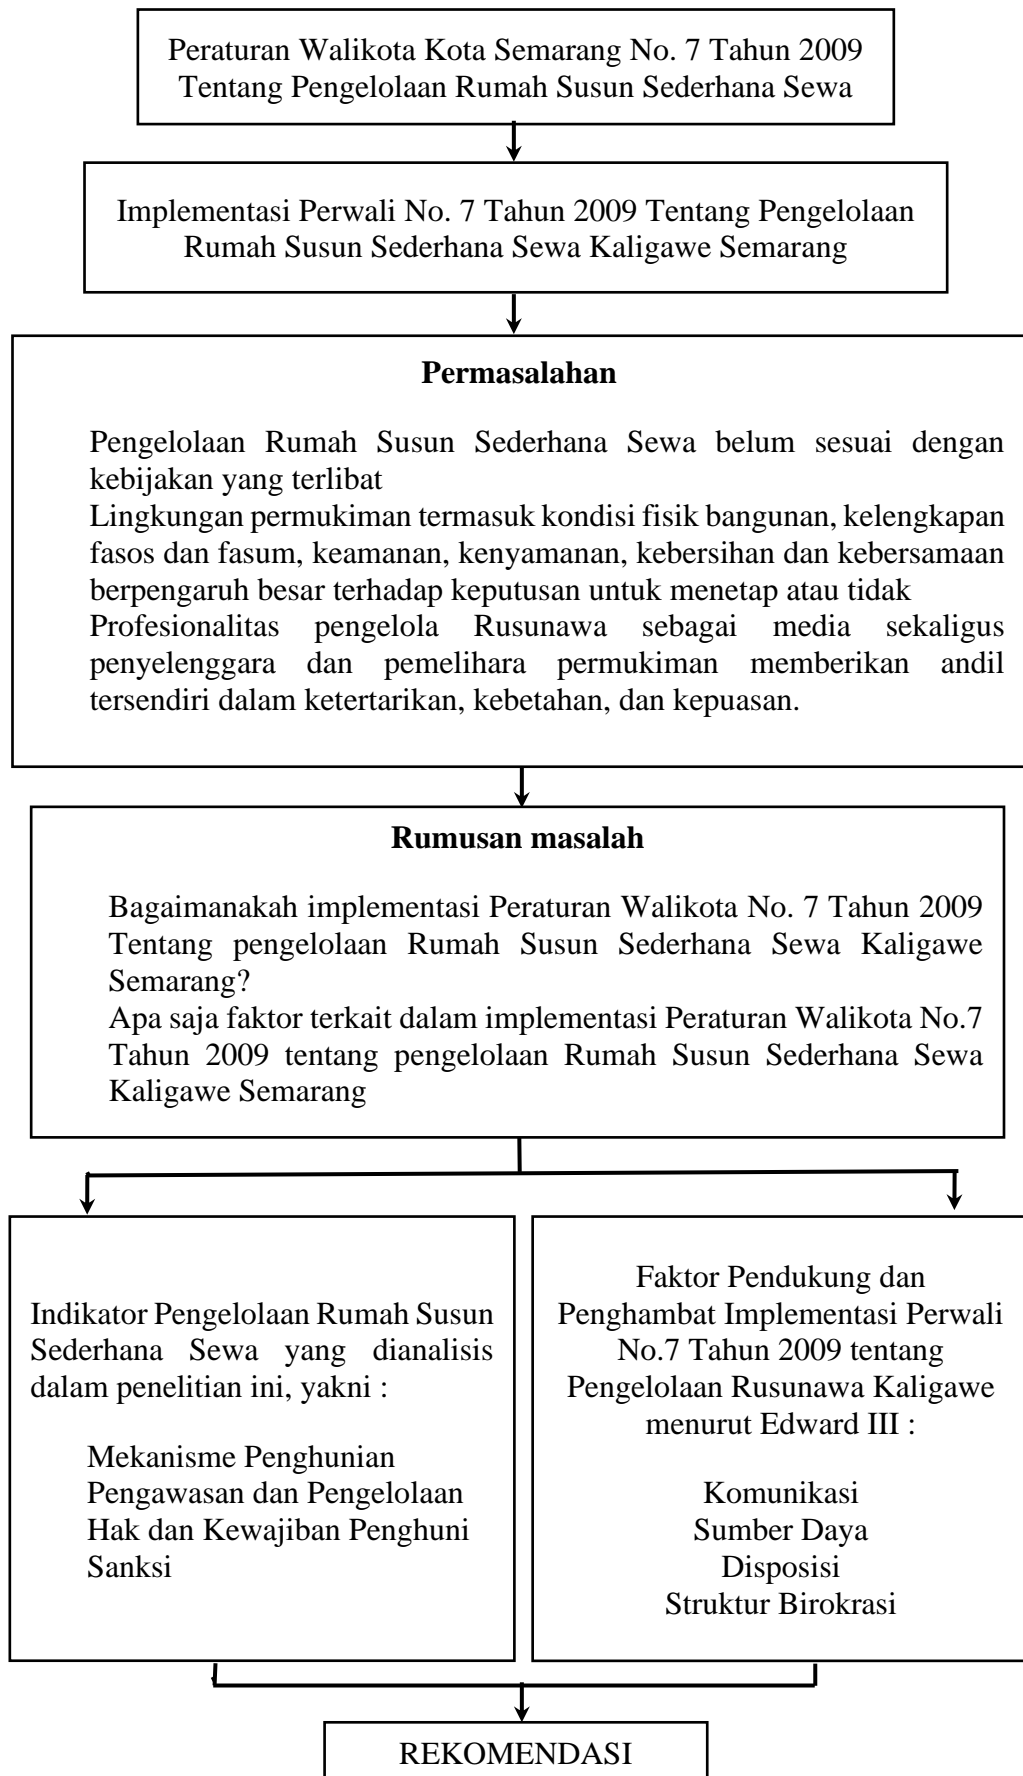 Peraturan Walikota Kota Semarang No. 7 Tahun 2009
Tentang Pengelolaan Rumah Susun Sederhana Sewa
Implementasi Perwali No. 7 Tahun 2009 Tentang Pengelolaan
Rumah Susun Sederhana Sewa Kaligawe Semarang
Permasalahan
Pengelolaan Rumah Susun Sederhana Sewa belum sesuai dengan
kebijakan yang terlibat
Lingkungan permukiman termasuk kondisi fisik bangunan, kelengkapan
fasos dan fasum, keamanan, kenyamanan, kebersihan dan kebersamaan
berpengaruh besar terhadap keputusan untuk menetap atau tidak
Profesionalitas pengelola Rusunawa sebagai media sekaligus
penyelenggara dan pemelihara permukiman memberikan andil
tersendiri dalam ketertarikan, kebetahan, dan kepuasan.
Rumusan masalah
Bagaimanakah implementasi Peraturan Walikota No. 7 Tahun 2009
Tentang pengelolaan Rumah Susun Sederhana Sewa Kaligawe
Semarang?
Apa saja faktor terkait dalam implementasi Peraturan Walikota No.7
Tahun 2009 tentang pengelolaan Rumah Susun Sederhana Sewa
Kaligawe Semarang
Indikator Pengelolaan Rumah Susun
Sederhana Sewa yang dianalisis
dalam penelitian ini, yakni :
Mekanisme Penghunian
Pengawasan dan Pengelolaan
Hak dan Kewajiban Penghuni
Sanksi
Faktor Pendukung dan
Penghambat Implementasi Perwali
No.7 Tahun 2009 tentang
Pengelolaan Rusunawa Kaligawe
menurut Edward III :
Komunikasi
Sumber Daya
Disposisi
Struktur Birokrasi
REKOMENDASI